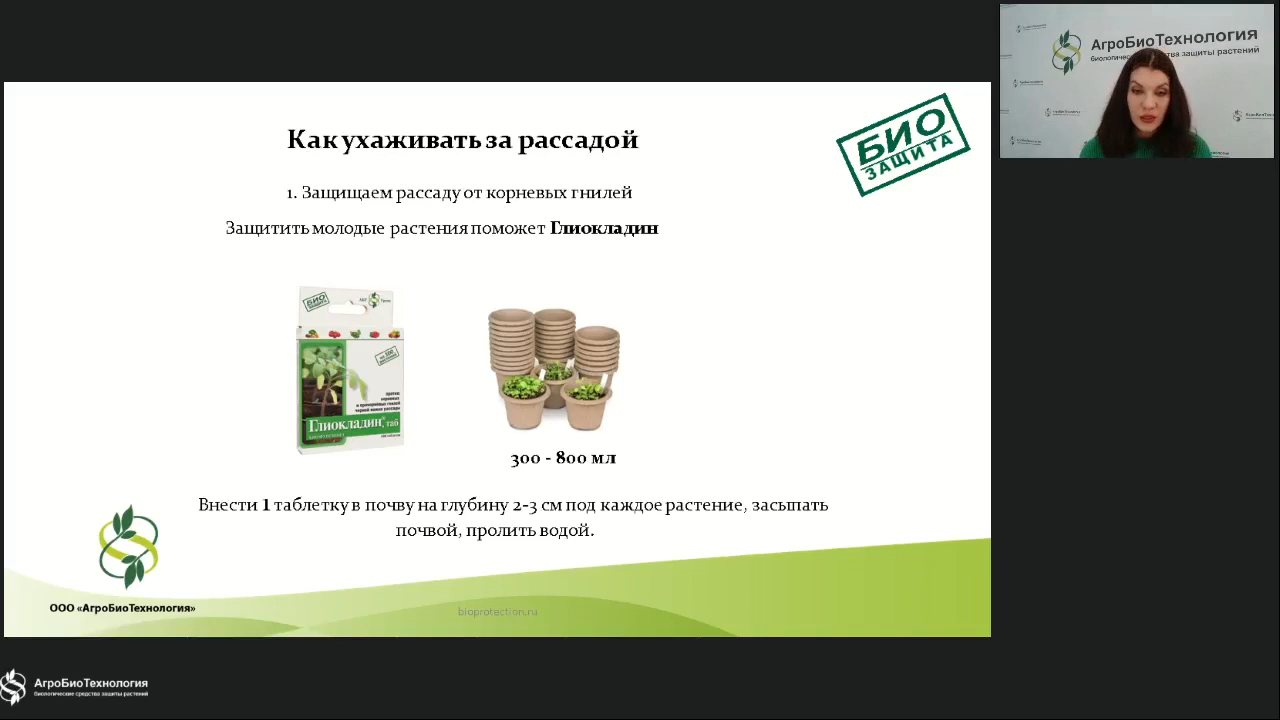 Как ухаживать за рассадой
БИО
ЗАЩИТА
1. Защищаем рассаду от корневых гнилей
Защитить молодые растения поможет Глиокладин
БИО
ЗАЩИТА
Глиокладин, таб
300 - 800 мл
Внести 1 таблетку в почву на глубину 2-3 см под каждое растение, засыпать
почвой, пролить водой.
ООО «АгроБиоТехнология»
bioprotection.ru
АгроБиоТехнология
биологические средства защиты растений
АгроБиоТехнология
защиты растений